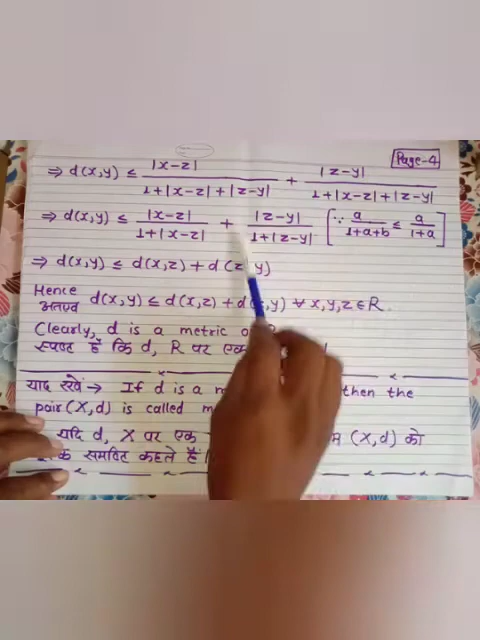 Page-4
⇒ d(x,y) ≤ |x-z| / 1+|x-z|+|z-y| + |z-y| / 1+|x-z|+|z-y|
⇒ d(x,y) ≤ |x-z| / 1+|x-z| + |z-y| / 1+|z-y| [∵ a / 1+a+b ≤ a / 1+a]
⇒ d(x,y) ≤ d(x,z) + d(z,y)
Hence
अतएव d(x,y) ≤ d(x,z) + d(z,y) ∀ x,y,z ∈ R.
Clearly, d is a metric
स्पष्ट है कि d, R पर एक
याद रखें → If d is a then the
pair (X,d) is called
यदि d, X पर एक (X,d) को
समष्टि कहते हैं।